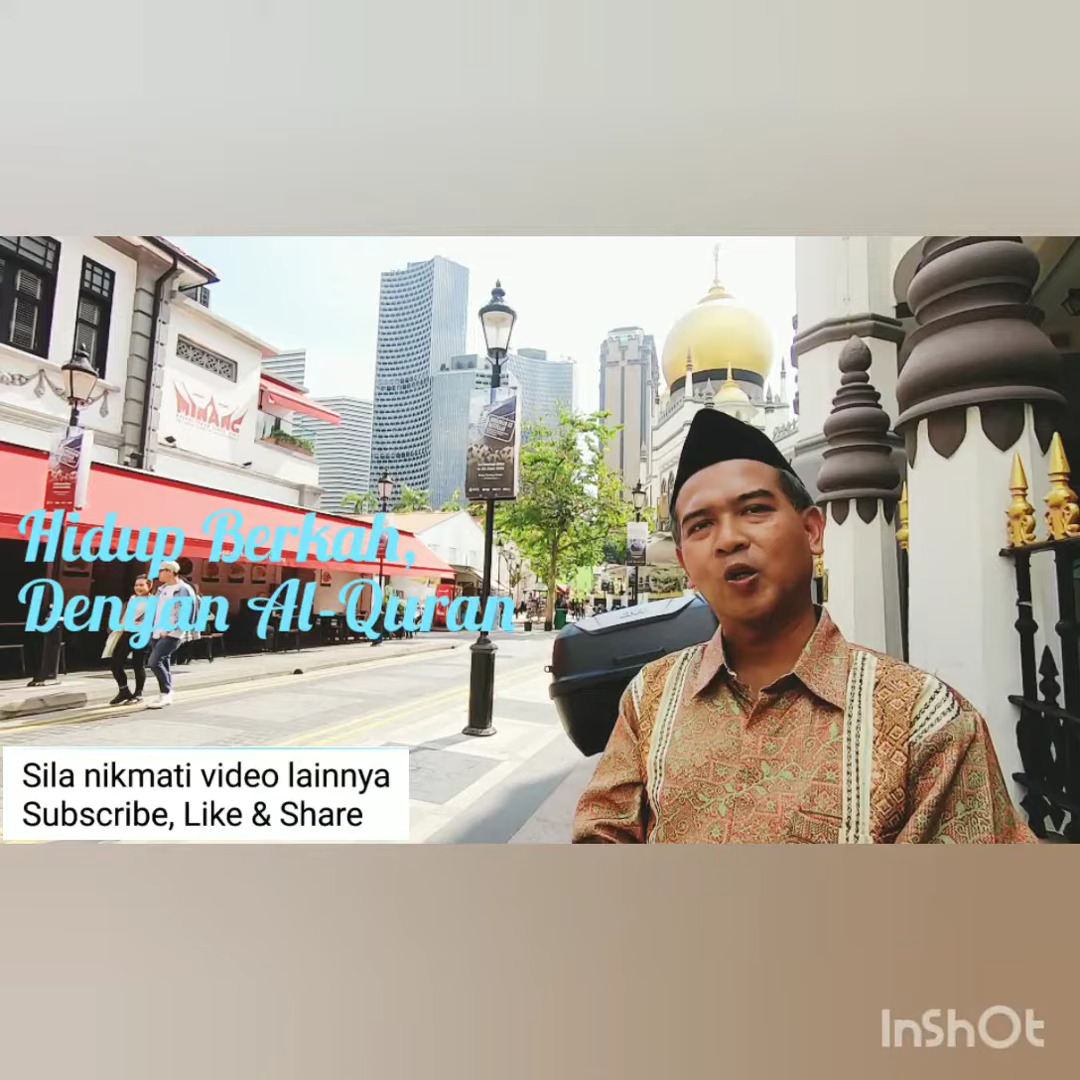 MINANG
Hidup Berkah,
Dengan Al-Quran
Sila nikmati video lainnya
Subscribe, Like & Share
InShOt